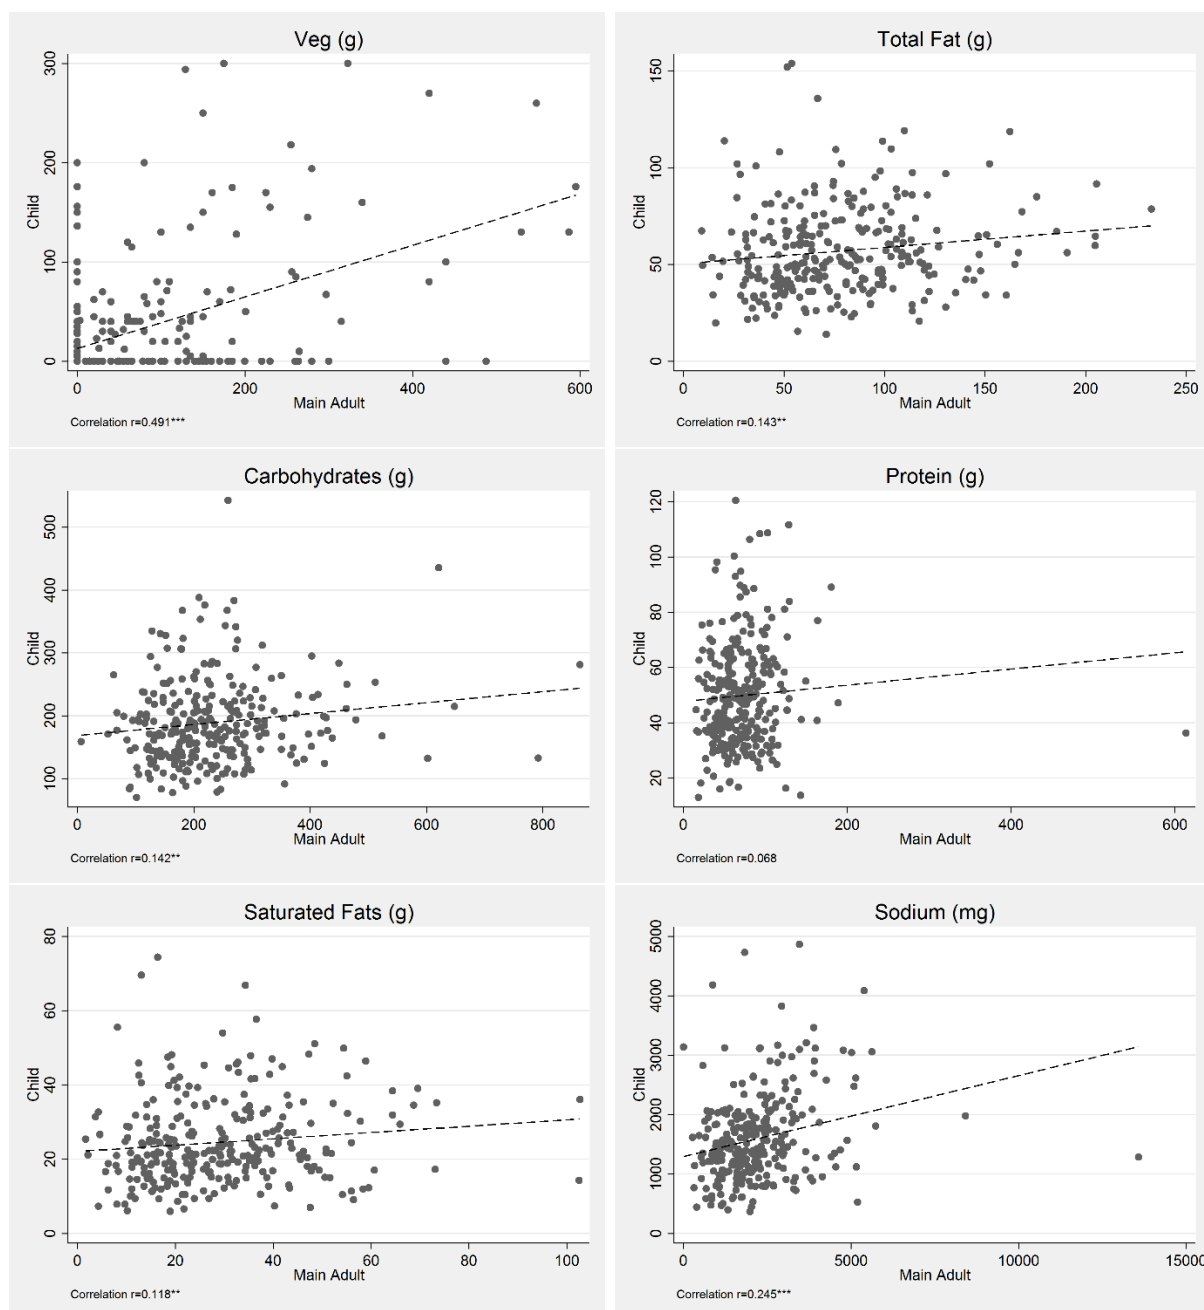 Veg (g)
300
200
100
0
Child
0
200
400
600
Main Adult
Correlation r=0.491***
Total Fat (g)
150
100
50
0
Child
0
50
100
150
200
250
Main Adult
Correlation r=0.143**
Carbohydrates (g)
500
400
300
200
100
Child
0
200
400
600
800
Main Adult
Correlation r=0.142**
Protein (g)
120
100
80
60
40
20
Child
0
200
400
600
Main Adult
Correlation r=0.068
Saturated Fats (g)
80
60
40
20
0
Child
0
20
40
60
80
100
Main Adult
Correlation r=0.118**
Sodium (mg)
5000
4000
3000
2000
1000
0
Child
0
5000
10000
15000
Main Adult
Correlation r=0.245***